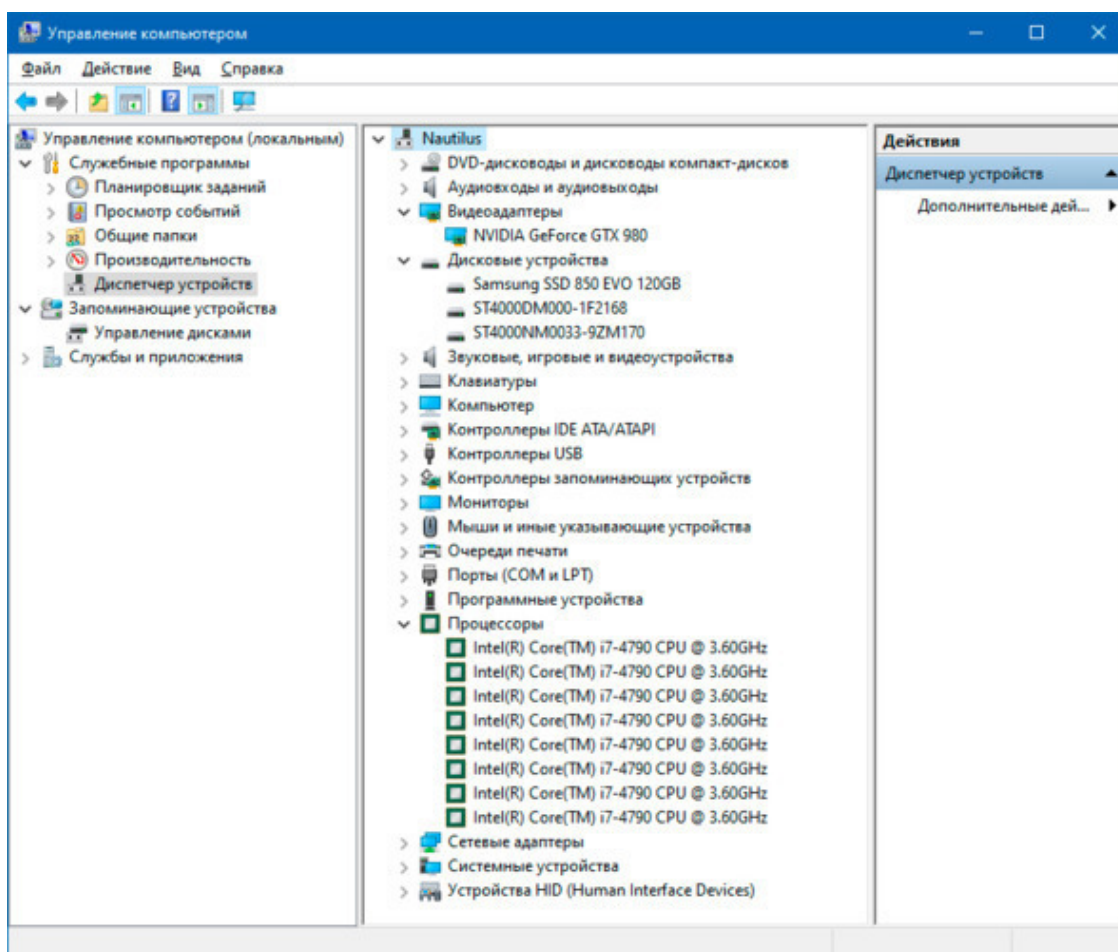 Управление компьютером
Файл Действие Вид Справка
Управление компьютером (локальным)
Служебные программы
Планировщик заданий
Просмотр событий
Общие папки
Производительность
Диспетчер устройств
Запоминающие устройства
Управление дисками
Службы и приложения
Nautilus
DVD-дисководы и дисководы компакт-дисков
Аудиовходы и аудиовыходы
Видеоадаптеры
NVIDIA GeForce GTX 980
Дисковые устройства
Samsung SSD 850 EVO 120GB
ST4000DM000-1F2168
ST4000NM0033-9ZM170
Звуковые, игровые и видеоустройства
Клавиатуры
Компьютер
Контроллеры IDE ATA/ATAPI
Контроллеры USB
Контроллеры запоминающих устройств
Мониторы
Мыши и иные указывающие устройства
Очереди печати
Порты (COM и LPT)
Программные устройства
Процессоры
Intel(R) Core(TM) i7-4790 CPU @ 3.60GHz
Intel(R) Core(TM) i7-4790 CPU @ 3.60GHz
Intel(R) Core(TM) i7-4790 CPU @ 3.60GHz
Intel(R) Core(TM) i7-4790 CPU @ 3.60GHz
Intel(R) Core(TM) i7-4790 CPU @ 3.60GHz
Intel(R) Core(TM) i7-4790 CPU @ 3.60GHz
Intel(R) Core(TM) i7-4790 CPU @ 3.60GHz
Intel(R) Core(TM) i7-4790 CPU @ 3.60GHz
Сетевые адаптеры
Системные устройства
Устройства HID (Human Interface Devices)
Действия
Диспетчер устройств
Дополнительные дей...